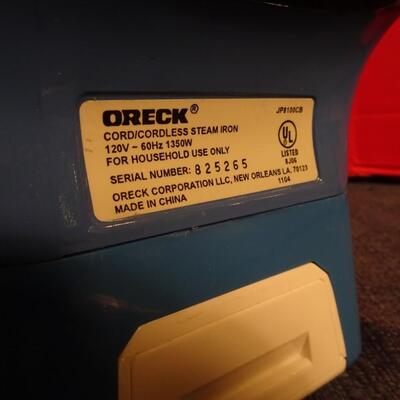 ORECK®
JP8100CB
CORD/CORDLESS STEAM IRON
120V ~ 60Hz 1350W
FOR HOUSEHOLD USE ONLY
SERIAL NUMBER: 825265
UL
LISTED
8J06
ORECK CORPORATION LLC, NEW ORLEANS LA. 70123
MADE IN CHINA
1104